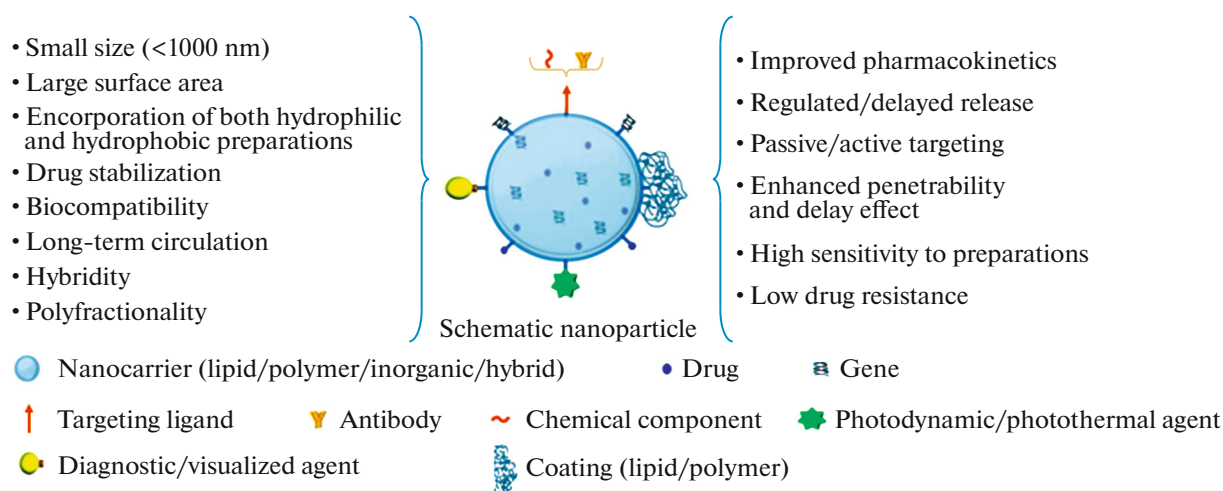 • Small size (<1000 nm)
• Large surface area
• Encorporation of both hydrophilic
and hydrophobic preparations
• Drug stabilization
• Biocompatibility
• Long-term circulation
• Hybridity
• Polyfractionality
• Improved pharmacokinetics
• Regulated/delayed release
• Passive/active targeting
• Enhanced penetrability
and delay effect
• High sensitivity to preparations
• Low drug resistance
Schematic nanoparticle
Nanocarrier (lipid/polymer/inorganic/hybrid)
Drug
Gene
Targeting ligand
Antibody
Chemical component
Photodynamic/photothermal agent
Diagnostic/visualized agent
Coating (lipid/polymer)